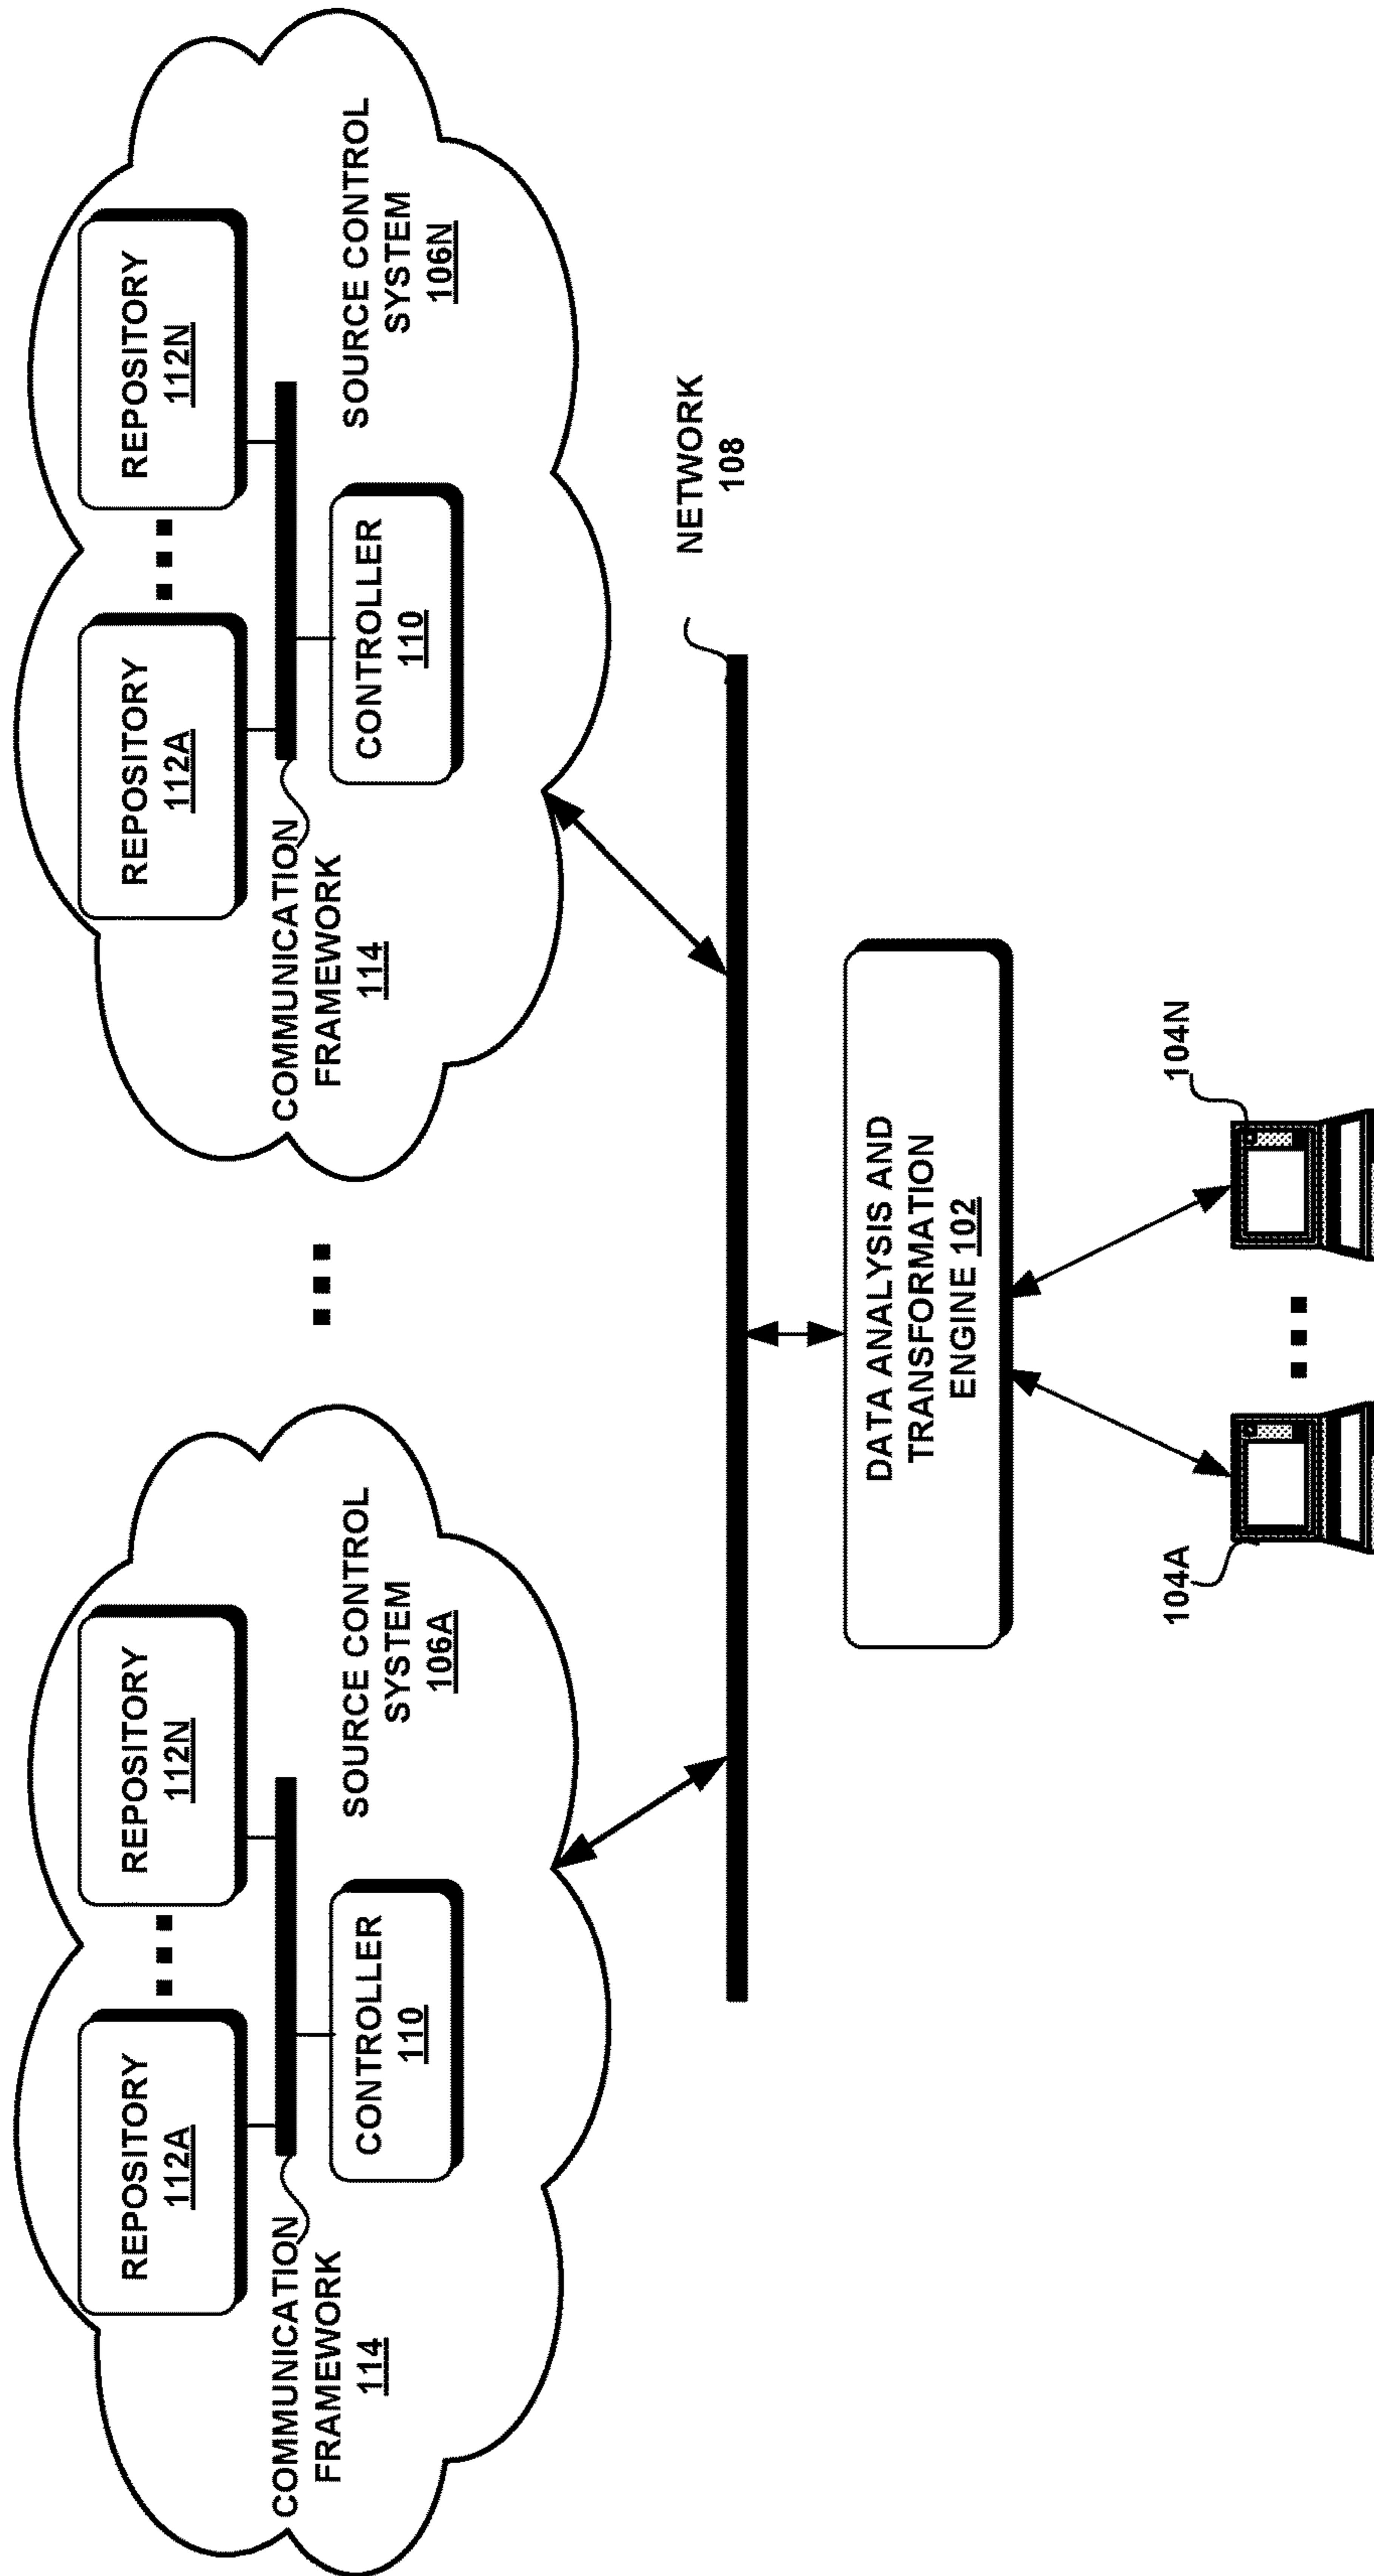 REPOSITORY
112A
REPOSITORY
112N
COMMUNICATION
FRAMEWORK
114
CONTROLLER
110
SOURCE CONTROL
SYSTEM
106A
REPOSITORY
112A
REPOSITORY
112N
COMMUNICATION
FRAMEWORK
114
CONTROLLER
110
SOURCE CONTROL
SYSTEM
106N
NETWORK
108
DATA ANALYSIS AND
TRANSFORMATION
ENGINE 102
104A
104N